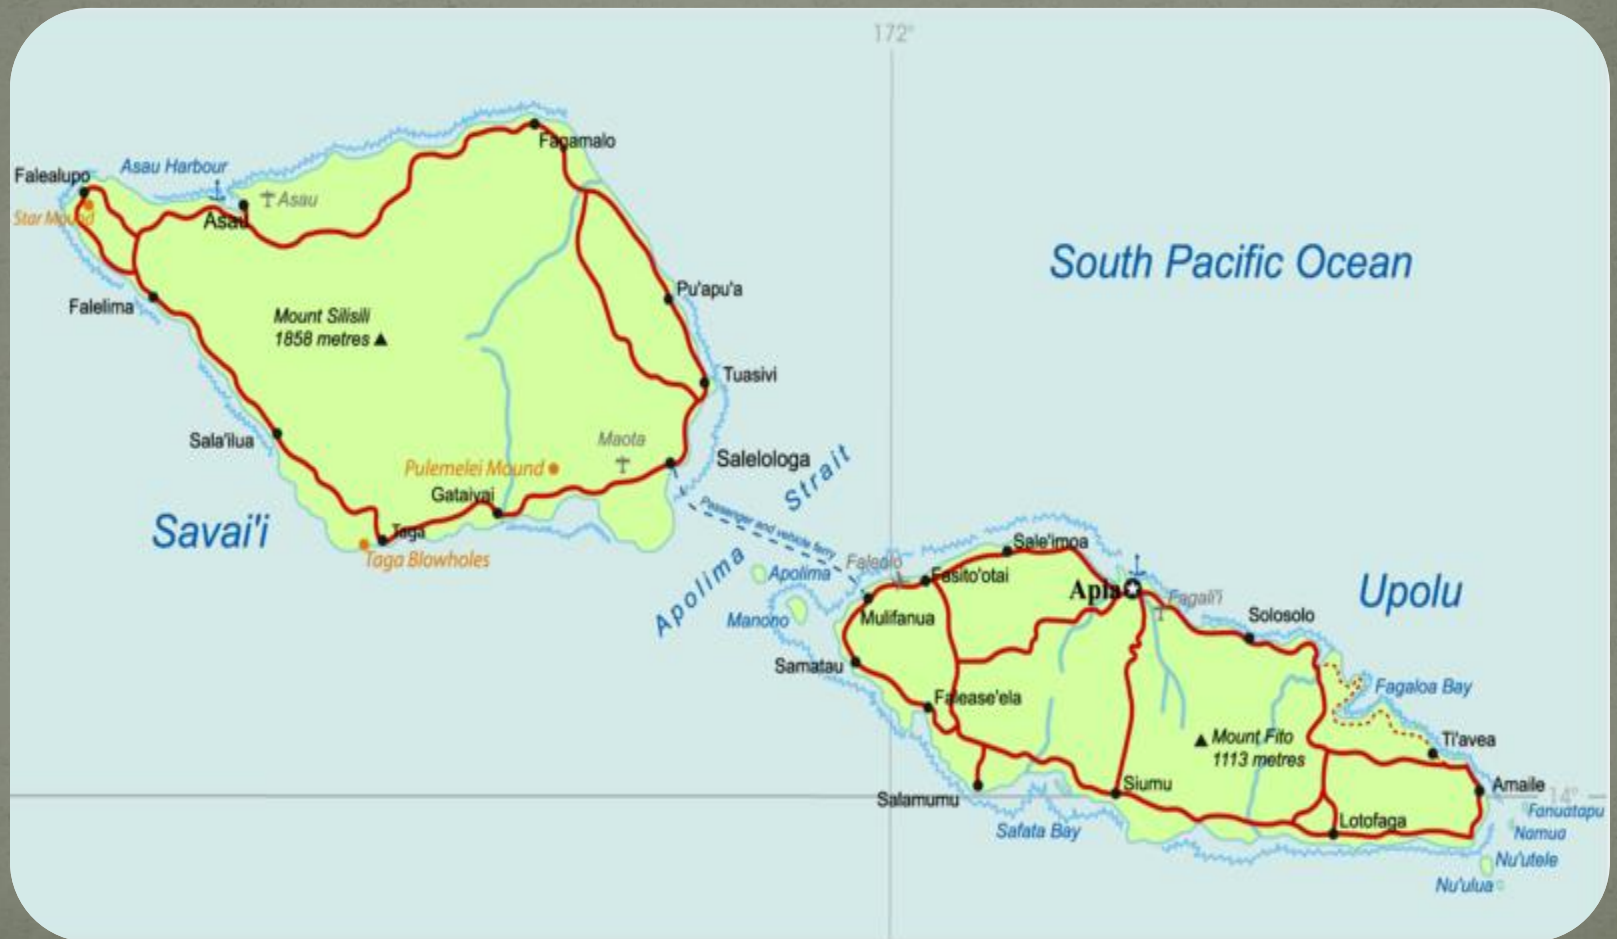 172°
Fagamalo
Falealupo
Asau Harbour
Asau
Star Mound
Asau
Pu'apu'a
Falelima
Mount Silisili
1858 metres
South Pacific Ocean
Tuasivi
Sala'ilua
Maota
Salelologa
Pulemelei Mound
Gataivai
Strait
Savai'i
Taga
Taga Blowholes
Passenger and vehicle ferry
Apolima
Apolima
Manono
Faleolo
Fasito'otai
Sale'imoa
Apia
Fagali'i
Upolu
Mulifanua
Solosolo
Samatau
Falease'ela
Fagaloa Bay
Mount Fito
1113 metres
Ti'avea
Salamumu
Siumu
Amaile
14°
Fanuatapu
Safata Bay
Lotofaga
Namua
Nu'utele
Nu'ulua